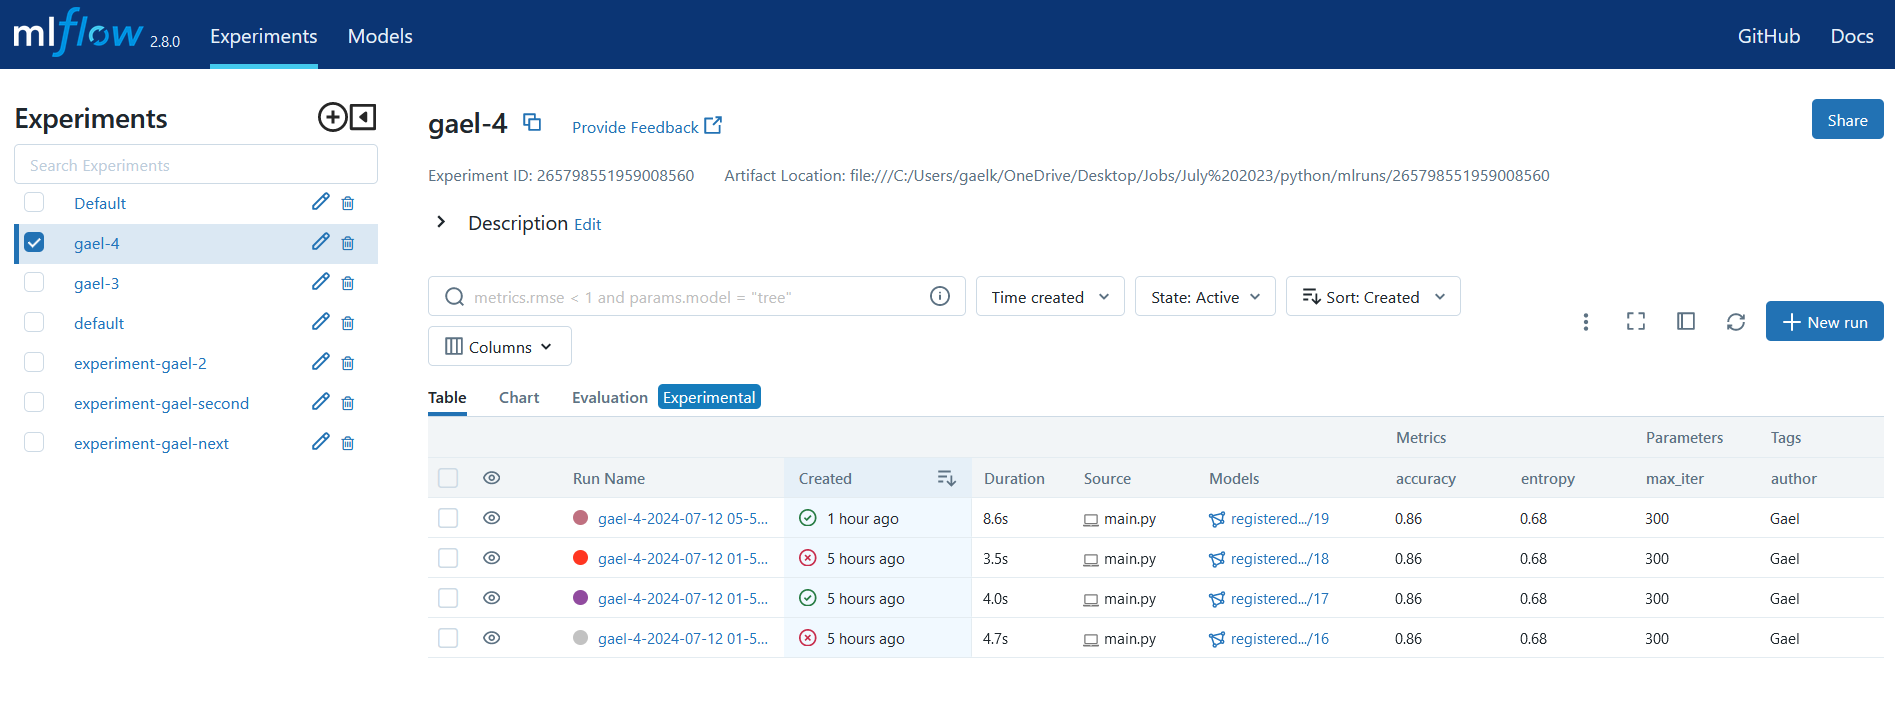 mlflow 2.8.0 Experiments Models GitHub Docs
Experiments
Search Experiments
Default
gael-4
gael-3
default
experiment-gael-2
experiment-gael-second
experiment-gael-next
gael-4 Provide Feedback
Share
Experiment ID: 265798551959008560 Artifact Location: file:///C:/Users/gaelk/OneDrive/Desktop/Jobs/July%202023/python/mlruns/265798551959008560
Description Edit
metrics.rmse < 1 and params.model = "tree" Time created State: Active Sort: Created
Columns
New run
Table Chart Evaluation Experimental
Metrics Parameters Tags
Run Name Created Duration Source Models accuracy entropy max_iter author
gael-4-2024-07-12 05-5... 1 hour ago 8.6s main.py registered.../19 0.86 0.68 300 Gael
gael-4-2024-07-12 01-5... 5 hours ago 3.5s main.py registered.../18 0.86 0.68 300 Gael
gael-4-2024-07-12 01-5... 5 hours ago 4.0s main.py registered.../17 0.86 0.68 300 Gael
gael-4-2024-07-12 01-5... 5 hours ago 4.7s main.py registered.../16 0.86 0.68 300 Gael